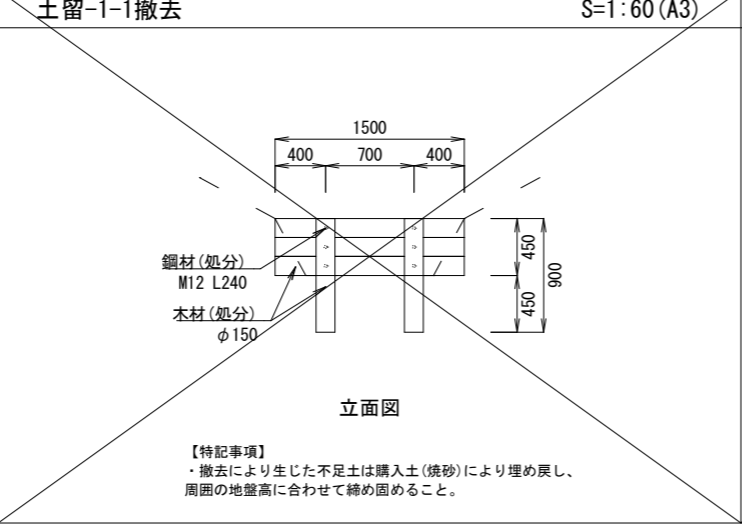 土留-1-1撤去
S=1:60(A3)
1500
400
700
400
鋼材(処分)
M12 L240
木材(処分)
φ150
450
450
900
立面図
【特記事項】
・撤去により生じた不足土は購入土(焼砂)により埋め戻し、
周囲の地盤高に合わせて締め固めること。